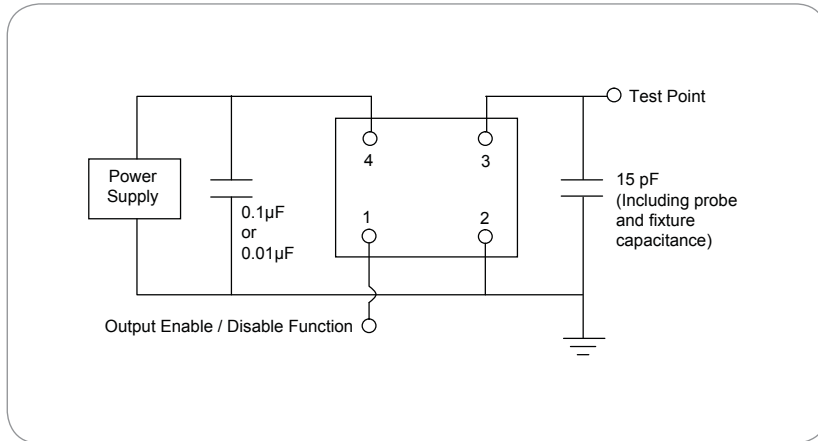 Test Point
4
3
Power
Supply
15 pF
(Including probe
and fixture
capacitance)
0.1µF
or
0.01µF
1
2
Output Enable / Disable Function